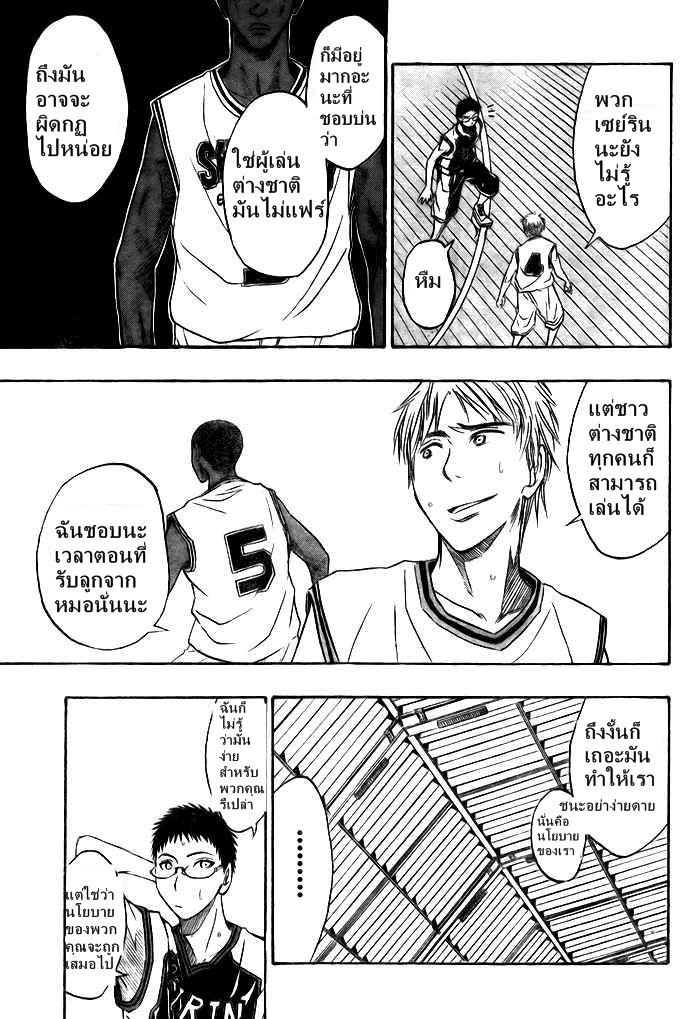 พวก
เซย์ริน
นะยัง
ไม่รู้
อะไร
หืม
ก็มีอยู่
มากอะ
นะที่
ชอบบ่น
ว่า
ใช่ผู้เล่น
ต่างชาติ
มันไม่แฟร์
ถึงมัน
อาจจะ
ผิดกฏ
ไปหน่อย
4
แต่ชาว
ต่างชาติ
ทุกคนก็
สามารถ
เล่นได้
ฉันชอบนะ
เวลาตอนที่
รับลูกจาก
หมอนั่นนะ
5
ถึงงั้นก็
เถอะมัน
ทำให้เรา
ชนะอย่างง่ายดาย
นั่นคือ
นโยบาย
ของเรา
.........
ฉันก็
ไม่รู้
ว่ามัน
ง่าย
สำหรับ
พวกคุณ
รึเปล่า
แต่ใช่ว่า
นโยบาย
ของพวก
คุณจะถูก
เสมอไป